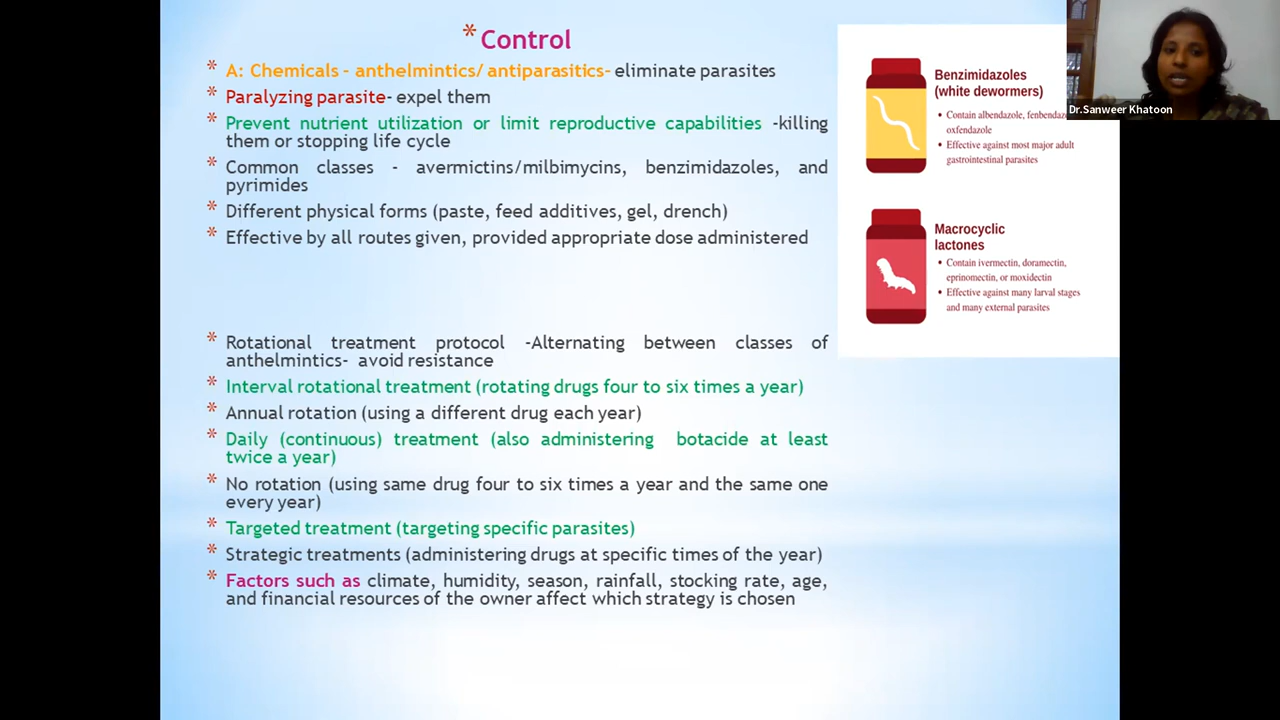 * Control
* A: Chemicals - anthelmintics/ antiparasitics- eliminate parasites
* Paralyzing parasite- expel them
* Prevent nutrient utilization or limit reproductive capabilities -killing
them or stopping life cycle
* Common classes - avermictins/milbimycins, benzimidazoles, and
pyrimides
* Different physical forms (paste, feed additives, gel, drench)
* Effective by all routes given, provided appropriate dose administered
* Rotational treatment protocol -Alternating between classes of
anthelmintics- avoid resistance
* Interval rotational treatment (rotating drugs four to six times a year)
* Annual rotation (using a different drug each year)
* Daily (continuous) treatment (also administering botacide at least
twice a year)
* No rotation (using same drug four to six times a year and the same one
every year)
* Targeted treatment (targeting specific parasites)
* Strategic treatments (administering drugs at specific times of the year)
* Factors such as climate, humidity, season, rainfall, stocking rate, age,
and financial resources of the owner affect which strategy is chosen
Benzimidazoles
(white dewormers)
• Contain albendazole,
oxfendazole
• Effective against most major adult
gastrointestinal parasites
Macrocyclic
lactones
• Contain ivermectin, doramectin,
eprinomectin, or moxidectin
• Effective against many larval stages
and many external parasites
Dr.Sanweer Khatoon